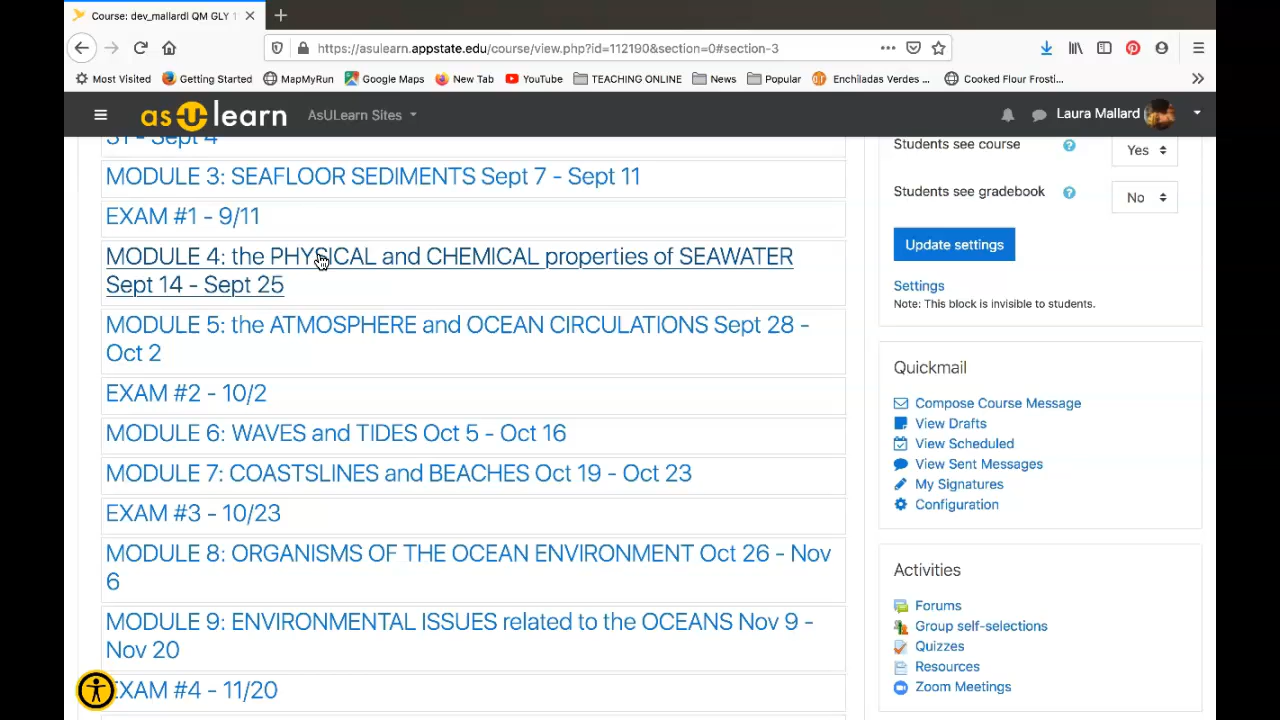 Course: dev_mallardl QM GLY 1
https://asulearn.appstate.edu/course/view.php?id=112190&section=0#section-3
Most Visited Getting Started MapMyRun Google Maps New Tab YouTube TEACHING ONLINE News Popular Enchiladas Verdes ... Cooked Flour Frosti...
asULearn AsULearn Sites Laura Mallard
31 - Sept 4
MODULE 3: SEAFLOOR SEDIMENTS Sept 7 - Sept 11
EXAM #1 - 9/11
MODULE 4: the PHYSICAL and CHEMICAL properties of SEAWATER
Sept 14 - Sept 25
MODULE 5: the ATMOSPHERE and OCEAN CIRCULATIONS Sept 28 -
Oct 2
EXAM #2 - 10/2
MODULE 6: WAVES and TIDES Oct 5 - Oct 16
MODULE 7: COASTSLINES and BEACHES Oct 19 - Oct 23
EXAM #3 - 10/23
MODULE 8: ORGANISMS OF THE OCEAN ENVIRONMENT Oct 26 - Nov
6
MODULE 9: ENVIRONMENTAL ISSUES related to the OCEANS Nov 9 -
Nov 20
EXAM #4 - 11/20
Students see course Yes
Students see gradebook No
Update settings
Settings
Note: This block is invisible to students.
Quickmail
Compose Course Message
View Drafts
View Scheduled
View Sent Messages
My Signatures
Configuration
Activities
Forums
Group self-selections
Quizzes
Resources
Zoom Meetings